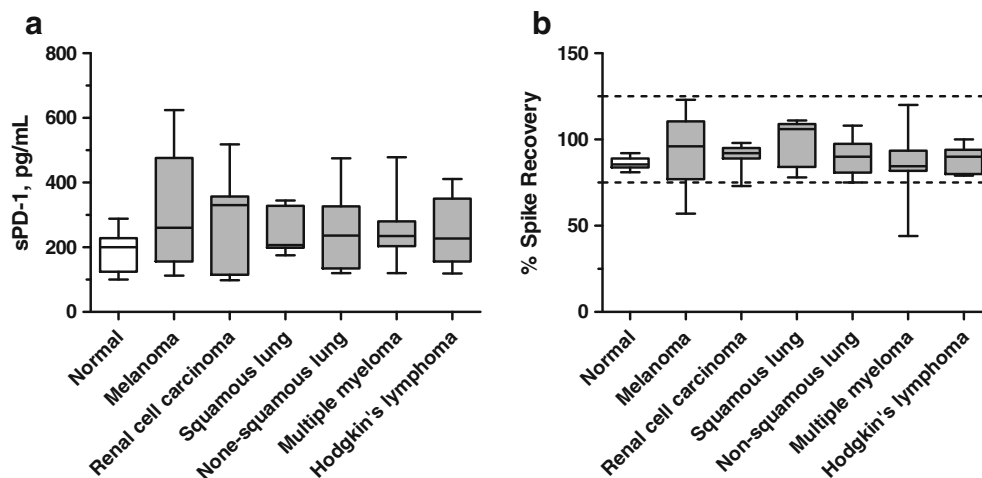 a
800
600
400
200
0
sPD-1, pg/mL
Normal
Melanoma
Renal cell carcinoma
Squamous lung
None-squamous lung
Multiple myeloma
Hodgkin's lymphoma
b
150
100
50
0
% Spike Recovery
Normal
Melanoma
Renal cell carcinoma
Squamous lung
Non-squamous lung
Multiple myeloma
Hodgkin's lymphoma